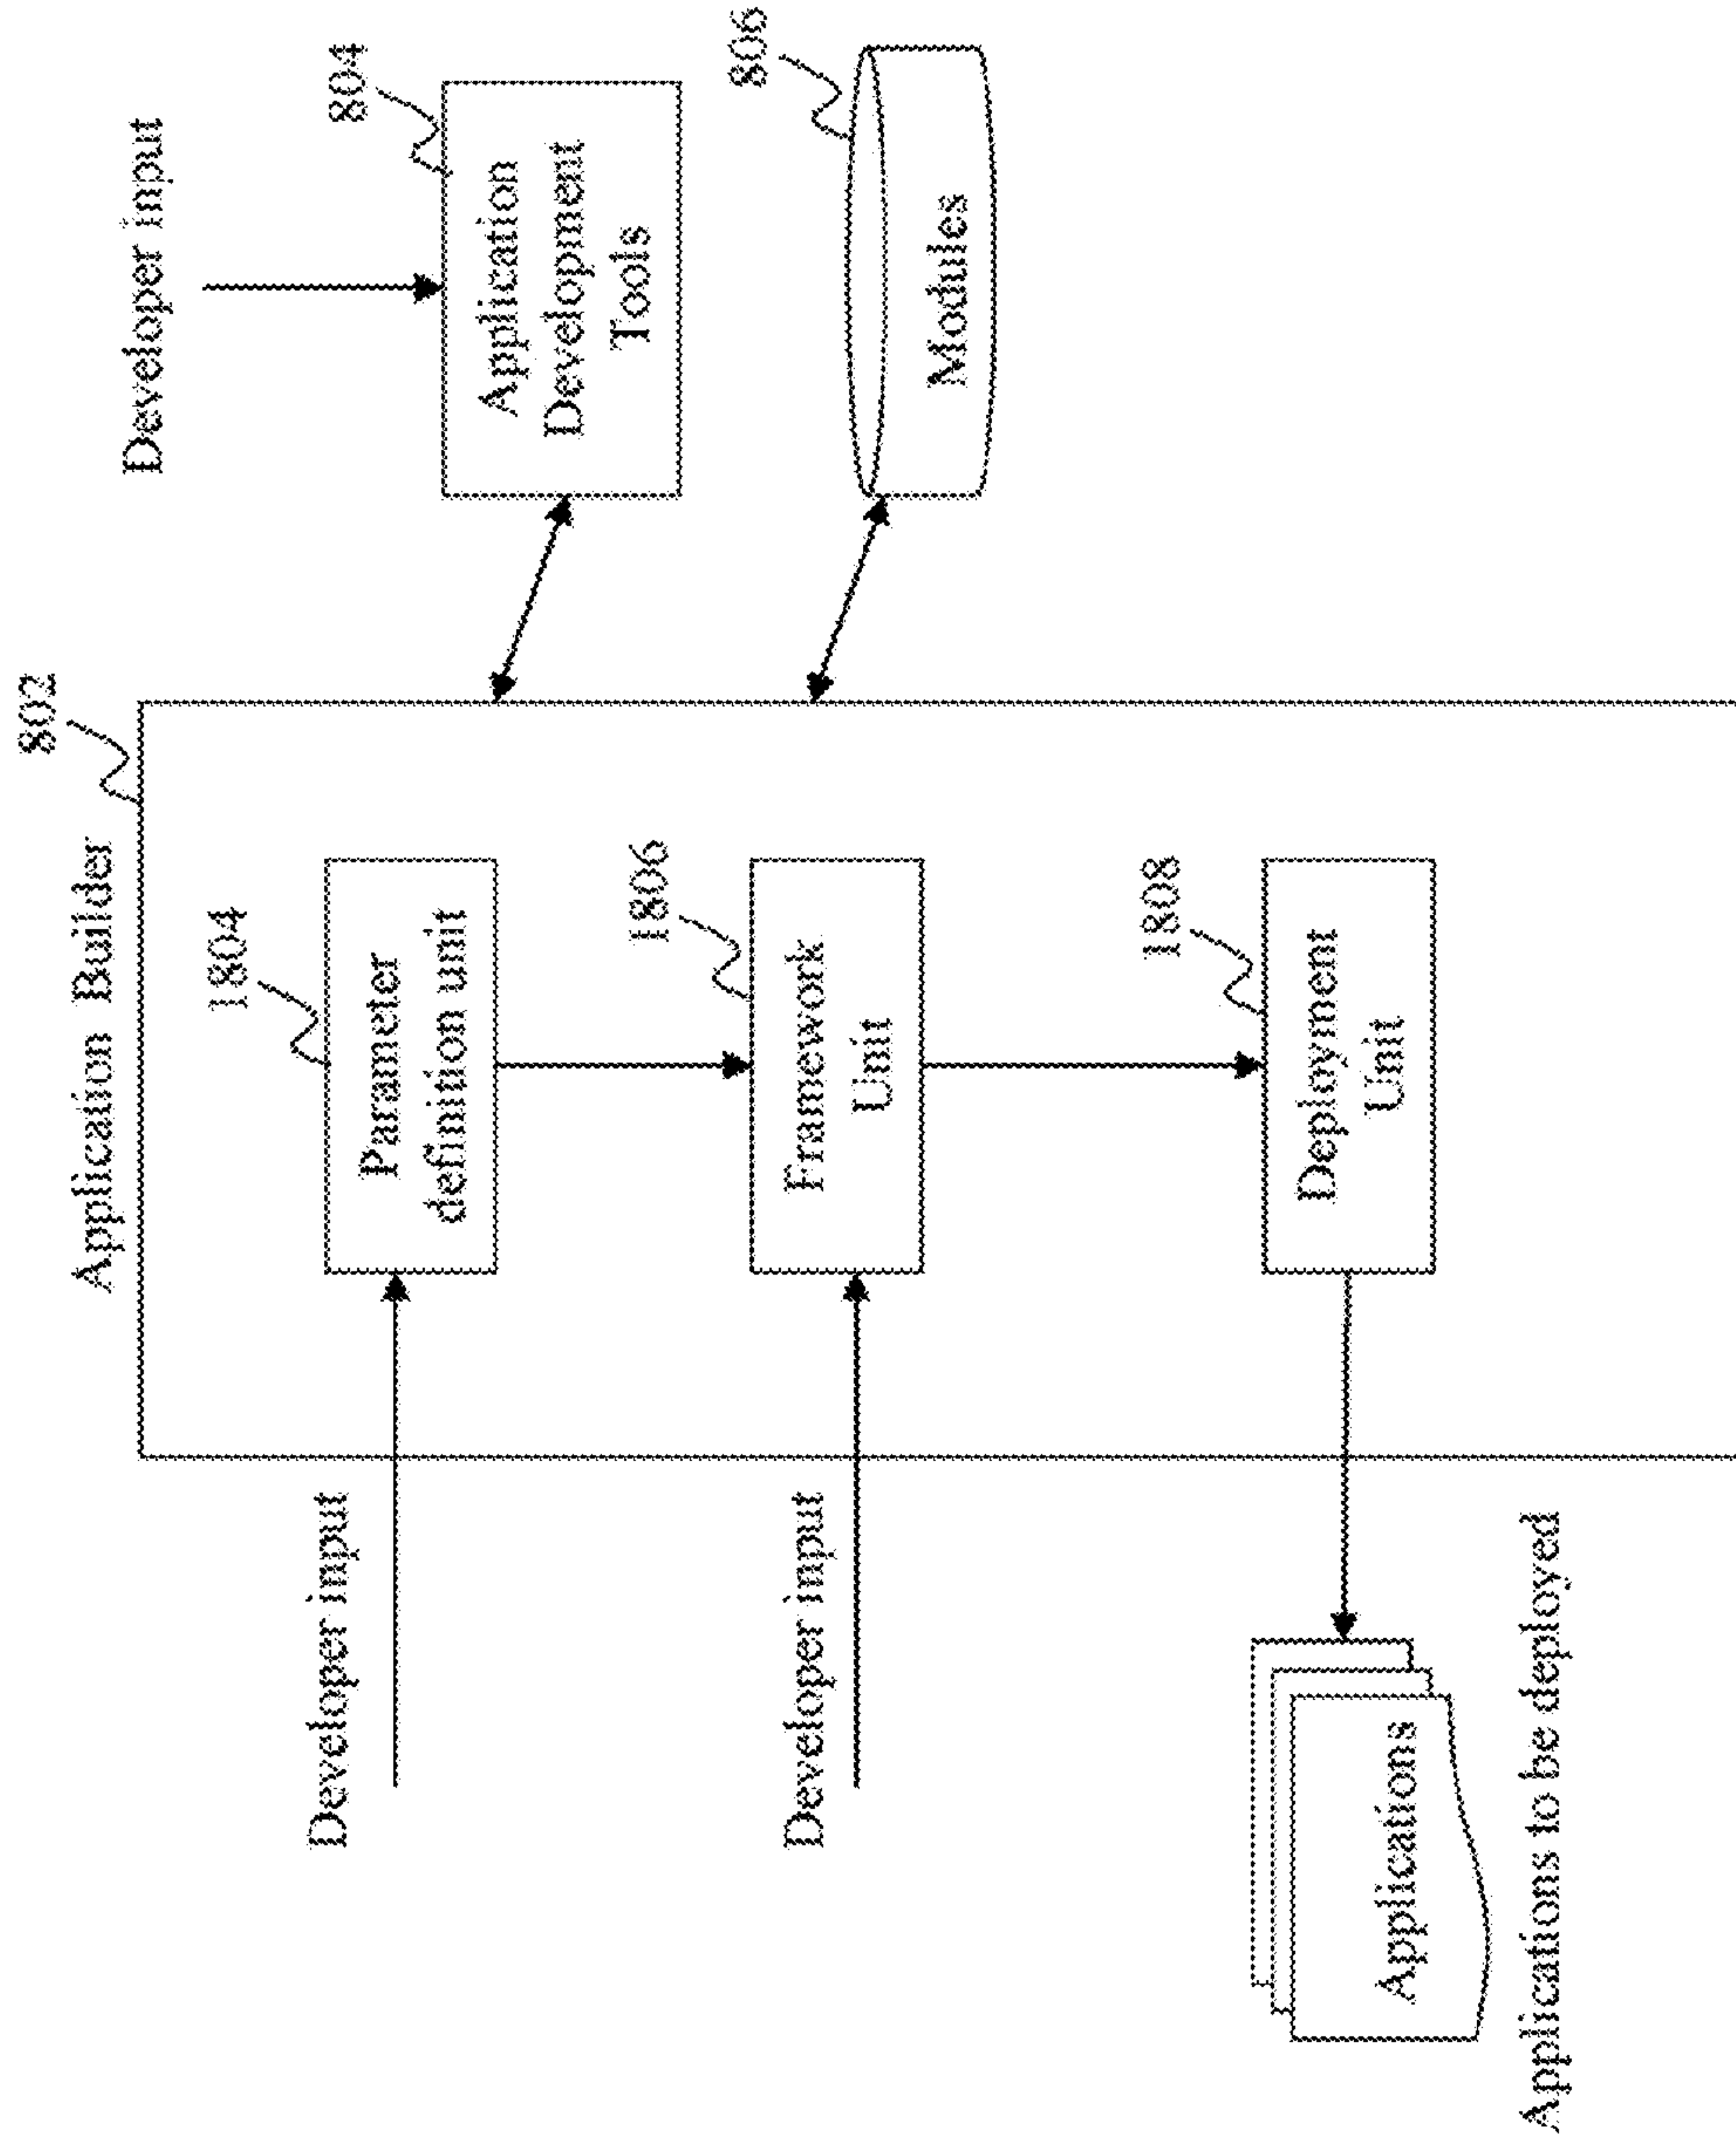 Application Builder
802
Developer input
1804
Parameter
definition unit
Developer input
804
Application
Development
Tools
Developer input
1806
Framework
Unit
806
Modules
1808
Deployment
Unit
Applications
Applications to be deployed